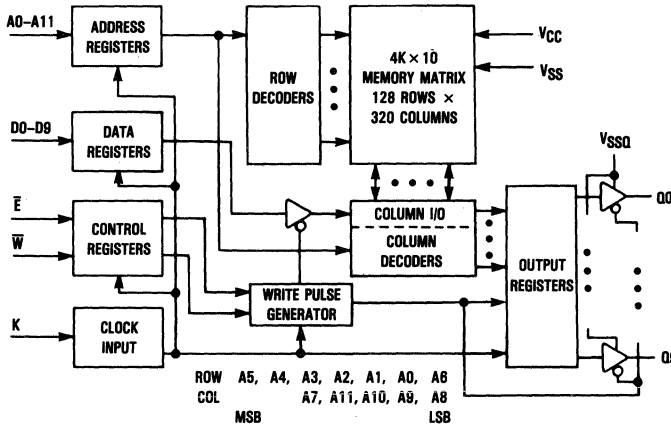 A0–A11
ADDRESS
REGISTERS
ROW
DECODERS
4K × 10
MEMORY MATRIX
128 ROWS ×
320 COLUMNS
VCC
VSS
D0–D9
DATA
REGISTERS
VSSQ
Q0
E
W
CONTROL
REGISTERS
COLUMN I/O
COLUMN
DECODERS
OUTPUT
REGISTERS
WRITE PULSE
GENERATOR
K
CLOCK
INPUT
ROW A5, A4, A3, A2, A1, A0, A6
COL A7, A11, A10, A9, A8
MSB LSB